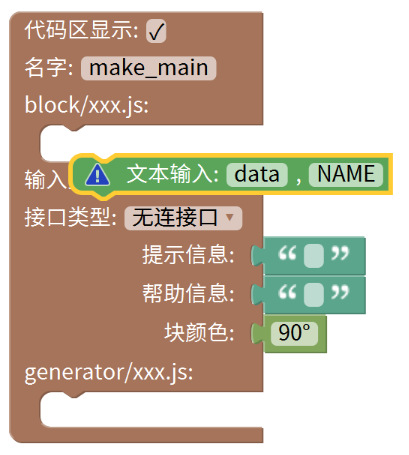 代码区显示: ✓
名字: make_main
block/xxx.js:
文本输入: data , NAME
输入
接口类型: 无连接口 ▾
提示信息: “ ”
帮助信息: “ ”
块颜色: 90°
generator/xxx.js: